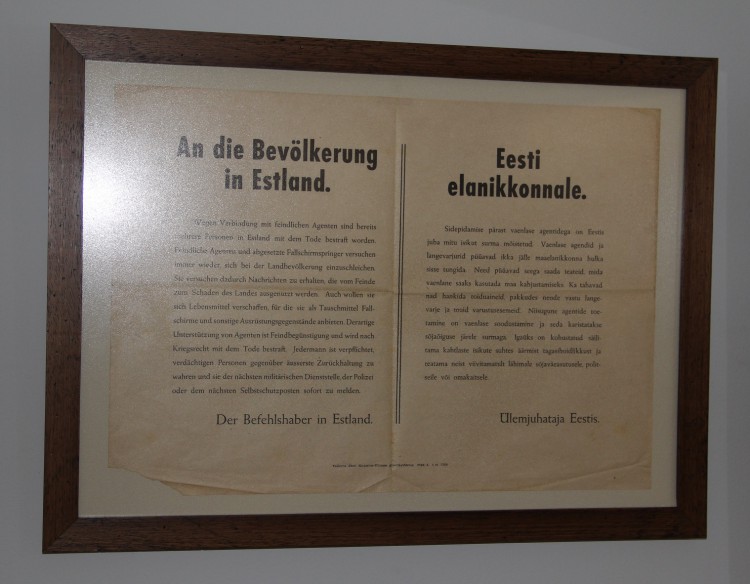 An die Bevölkerung
in Estland.
Wegen Verbindung mit feindlichen Agenten sind bereits
mehrere Personen in Estland mit dem Tode bestraft worden.
Feindliche Agenten und abgesetzte Fallschirmspringer versuchen
immer wieder, sich bei der Landbevölkerung einzuschleichen.
Sie versuchen dadurch Nachrichten zu erhalten, die vom Feinde
zum Schaden des Landes ausgenützt werden. Auch wollen sie
sich Lebensmittel verschaffen, für die sie als Tauschmittel Fall-
schirme und sonstige Ausrüstungsgegenstände anbieten. Derartige
Unterstützung von Agenten ist Feindbegünstigung und wird nach
Kriegsrecht mit dem Tode bestraft. Jedermann ist verpflichtet,
verdächtigen Personen gegenüber äusserste Zurückhaltung zu
wahren und sie der nächsten militärischen Dienststelle, der Polizei
oder dem nächsten Selbstschutzposten sofort zu melden.
Der Befehlshaber in Estland.
Eesti
elanikkonnale.
Sidepidamise pärast vaenlase agentidega on Eestis
juba mitu isikut surma mõistetud. Vaenlase agendid ja
langevarjurid püüavad ikka jälle maaelanikkonna hulka
sisse tungida. Need püüavad seega saada teateid, mida
vaenlane saaks kasutada maa kahjustamiseks. Ka tahavad
nad hankida toiduaineid, pakkudes nende vastu lange-
varje ja muid varustusesemeid. Niisugune agentide toe-
tamine on vaenlase soodustamine ja seda karistatakse
sõjaõiguse järele surmaga. Igaüks on kohustatud säili-
tama kahtlaste isikute suhtes äärmist tagasihoidlikkust ja
teatama neist viivitamatult lähemale sõjaväeasutusele, polit-
seile või omakaitsele.
Ülemjuhataja Eestis.